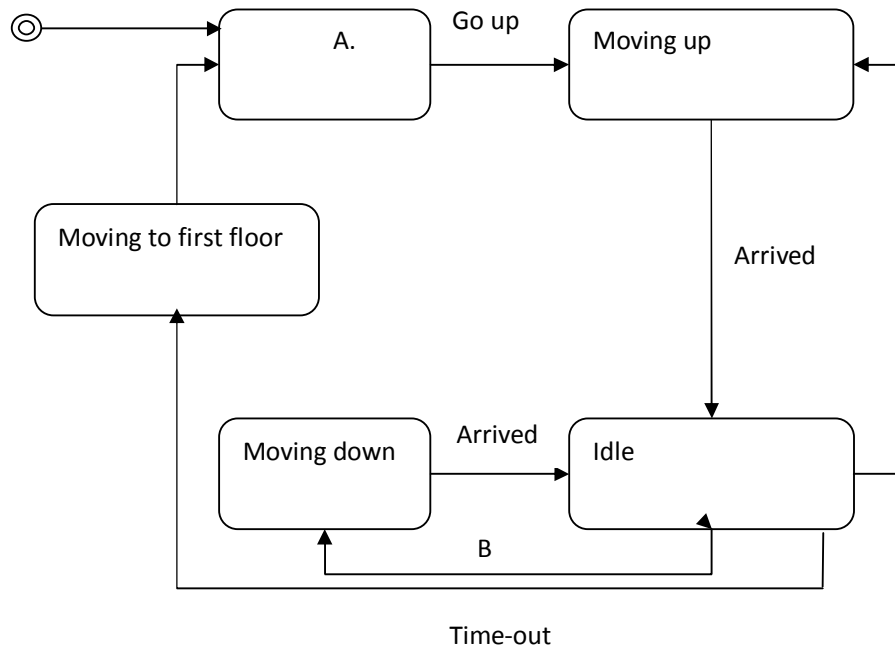 A.
Go up
Moving up
Moving to first floor
Arrived
Moving down
Arrived
Idle
B
Time-out